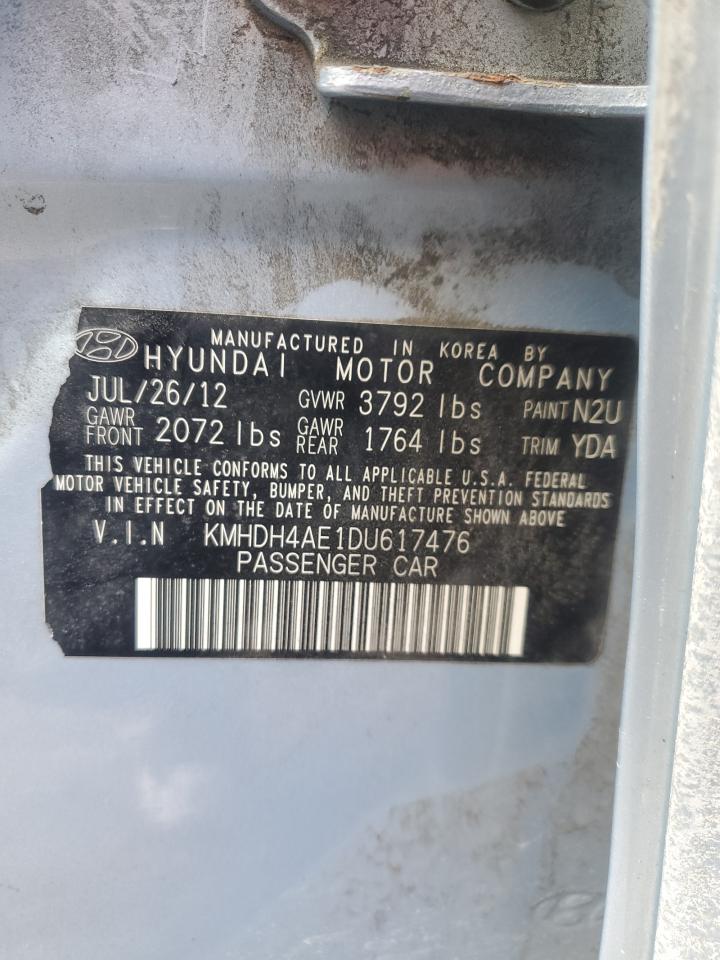 MANUFACTURED IN KOREA BY
HYUNDAI MOTOR COMPANY
JUL/26/12 GVWR 3792 lbs PAINT N2U
GAWR FRONT 2072 lbs GAWR REAR 1764 lbs TRIM YDA
THIS VEHICLE CONFORMS TO ALL APPLICABLE U.S.A. FEDERAL
MOTOR VEHICLE SAFETY, BUMPER, AND THEFT PREVENTION STANDARDS
IN EFFECT ON THE DATE OF MANUFACTURE SHOWN ABOVE
V.I.N KMHDH4AE1DU617476
PASSENGER CAR